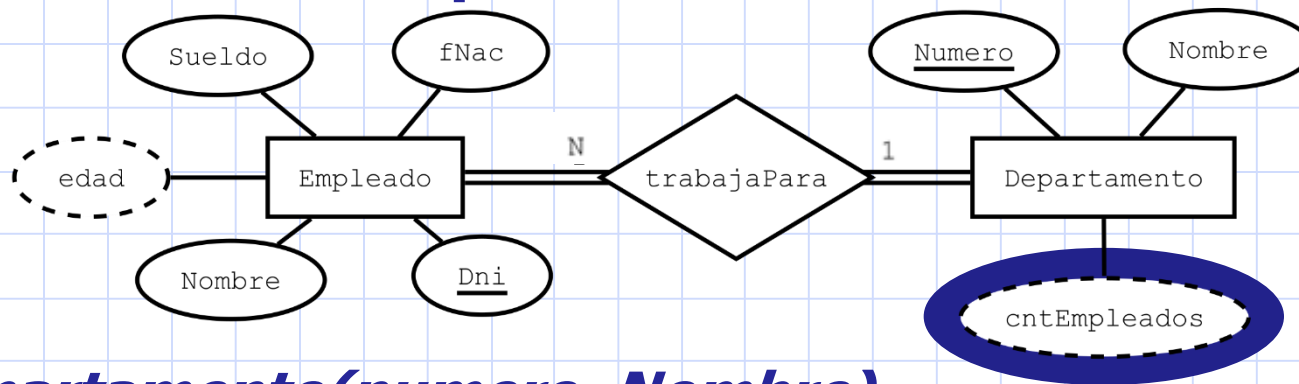 Sueldo
fNac
Numero
Nombre
N
1
edad
Empleado
trabajaPara
Departamento
Nombre
Dni
cntEmpleados